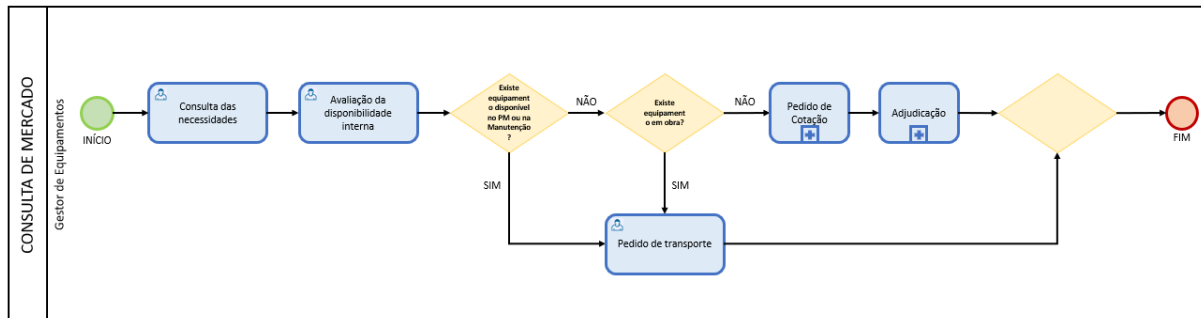 CONSULTA DE MERCADO
Gestor de Equipamentos
INÍCIO
Consulta das
necessidades
Avaliação da
disponibilidade
interna
Existe
equipament
o disponível
no PM ou na
Manutenção
?
NÃO
Existe
equipament
o em obra?
NÃO
Pedido de
Cotação
Adjudicação
FIM
SIM
SIM
Pedido de transporte